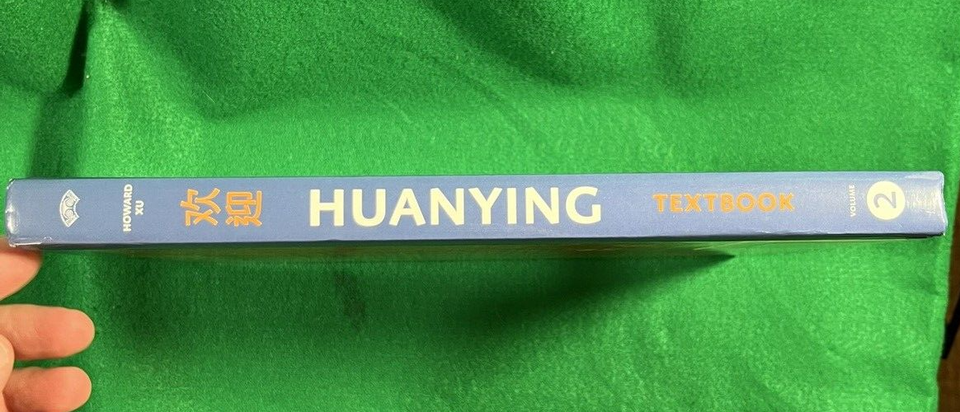 HOWARD
XU
欢迎
HUANYING
TEXTBOOK
VOLUME
2